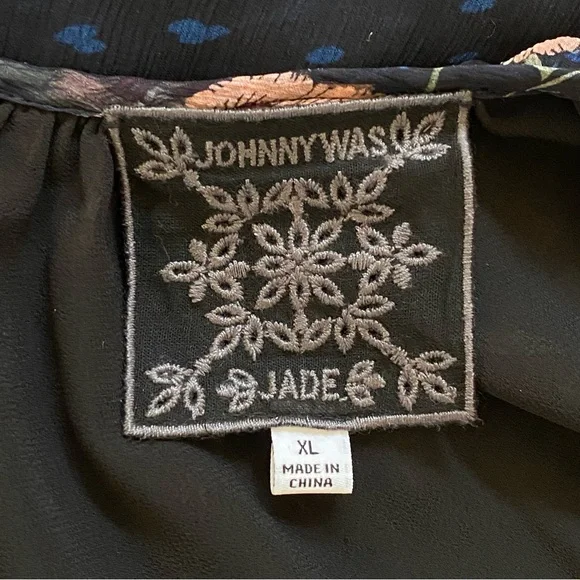 JOHNNY WAS
JADE.
XL
MADE IN
CHINA